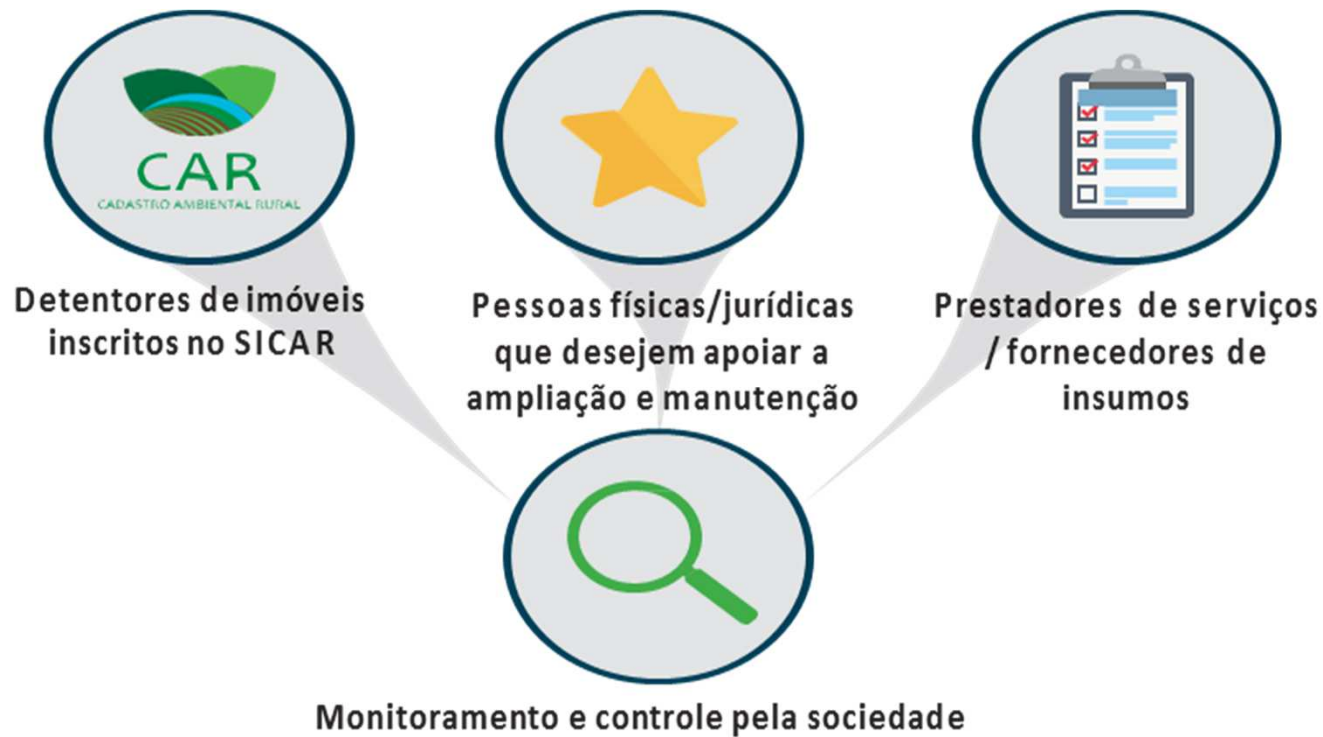 CAR
CADASTRO AMBIENTAL RURAL
Detentores de imóveis
inscritos no SICAR
Pessoas físicas/jurídicas
que desejem apoiar a
ampliação e manutenção
Prestadores de serviços
/ fornecedores de
insumos
Monitoramento e controle pela sociedade